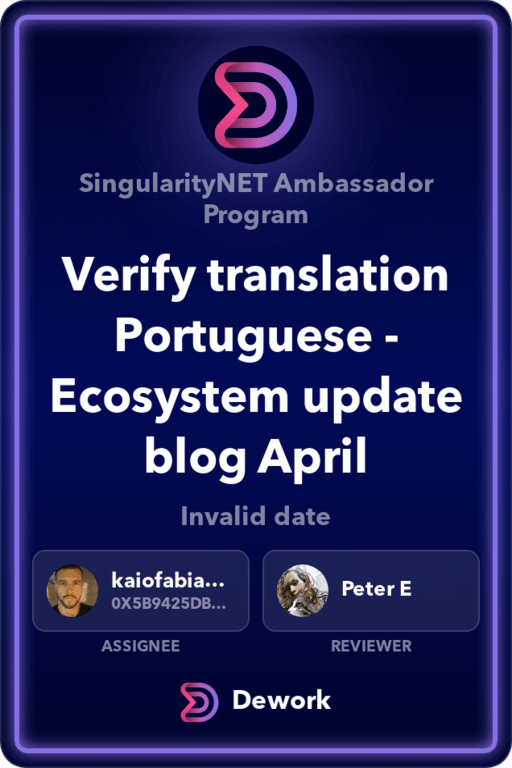 SingularityNET Ambassador
Program
Verify translation
Portuguese -
Ecosystem update
blog April
Invalid date
kaiofabia...
0X5B9425DB...
ASSIGNEE
Peter E
REVIEWER
Dework